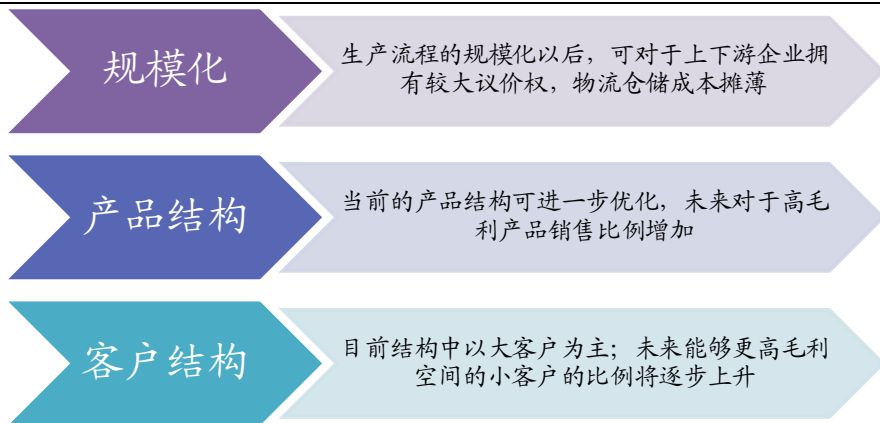 规模化
生产流程的规模化以后，可对于上下游企业拥
有较大议价权，物流仓储成本摊薄
产品结构
当前的产品结构可进一步优化，未来对于高毛
利产品销售比例增加
客户结构
目前结构中以大客户为主；未来能够更高毛利
空间的小客户的比例将逐步上升